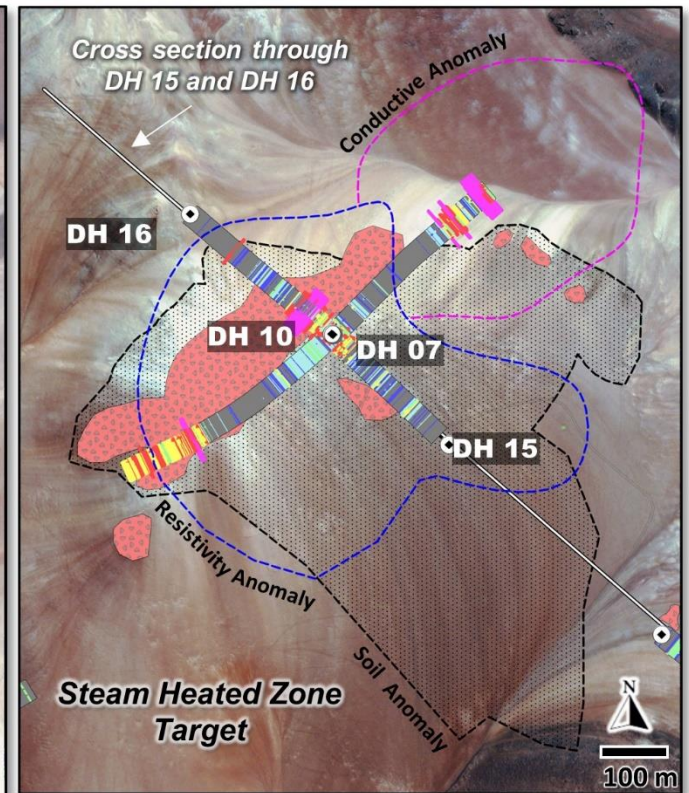 Cross section through
DH 15 and DH 16
Conductive Anomaly
DH 16
DH 10
DH 07
DH 15
Resistivity Anomaly
Soil Anomaly
Steam Heated Zone
Target
N
100 m